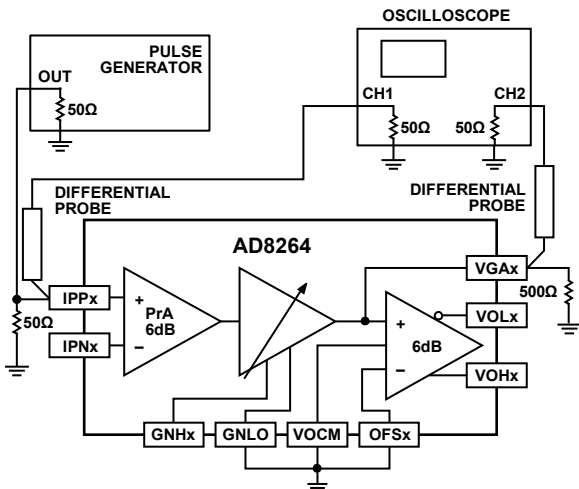 OSCILLOSCOPE
PULSE
GENERATOR
OUT
50Ω
CH1
CH2
50Ω
50Ω
DIFFERENTIAL
PROBE
DIFFERENTIAL
PROBE
AD8264
IPPx
+
PrA
6dB
–
IPNx
50Ω
VGAx
500Ω
+
6dB
–
VOLx
VOHx
GNHx
GNLO
VOCM
OFSx